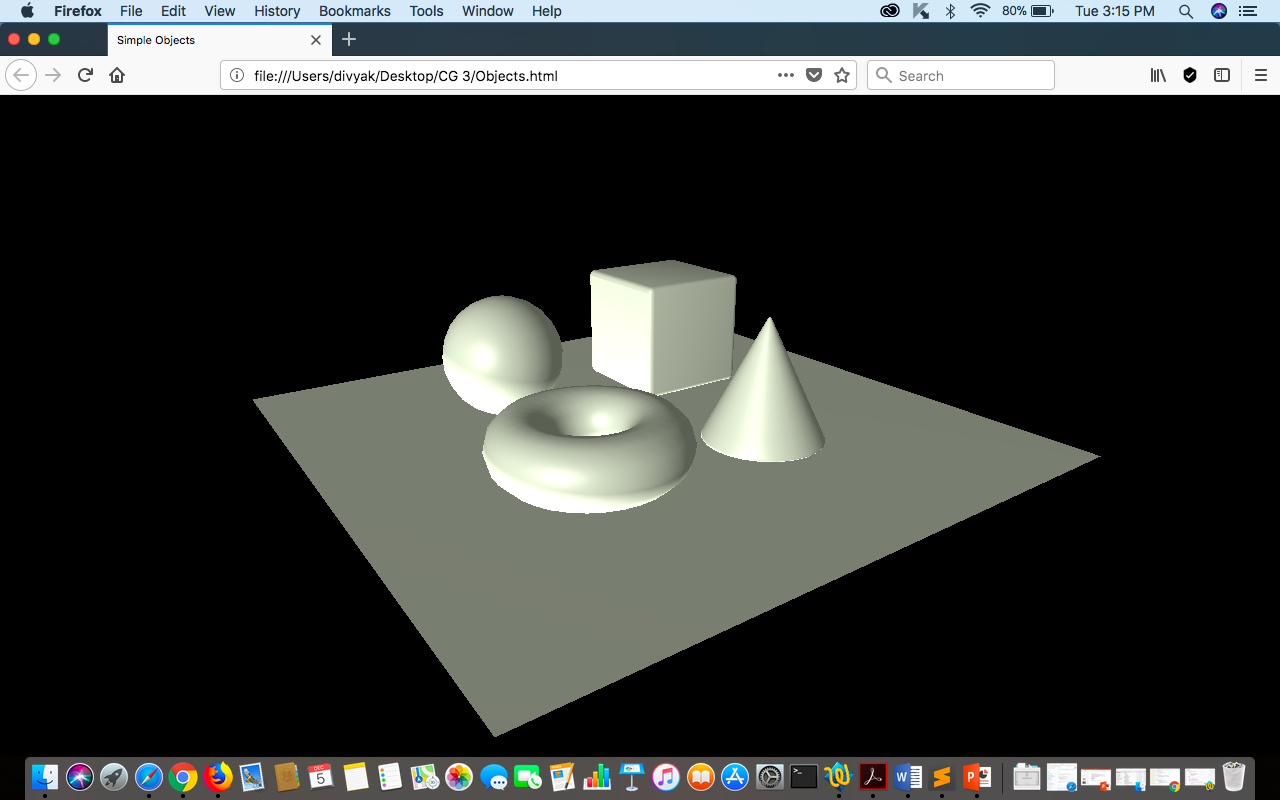 Firefox File Edit View History Bookmarks Tools Window Help 80% Tue 3:15 PM
Simple Objects
file:///Users/divyak/Desktop/CG 3/Objects.html Search
DEC
5